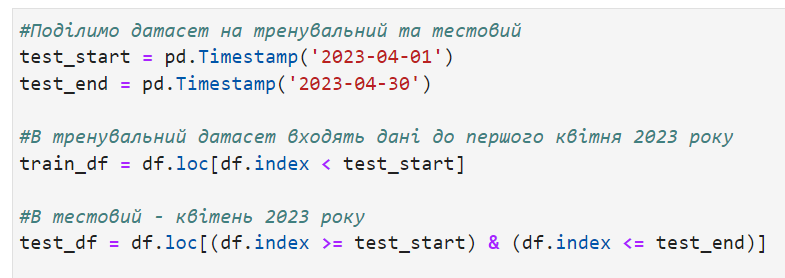 #Поділимо датасет на тренувальний та тестовий
test_start = pd.Timestamp('2023-04-01')
test_end = pd.Timestamp('2023-04-30')
#В тренувальний датасет входять дані до першого квітня 2023 року
train_df = df.loc[df.index < test_start]
#В тестовий - квітень 2023 року
test_df = df.loc[(df.index >= test_start) & (df.index <= test_end)]